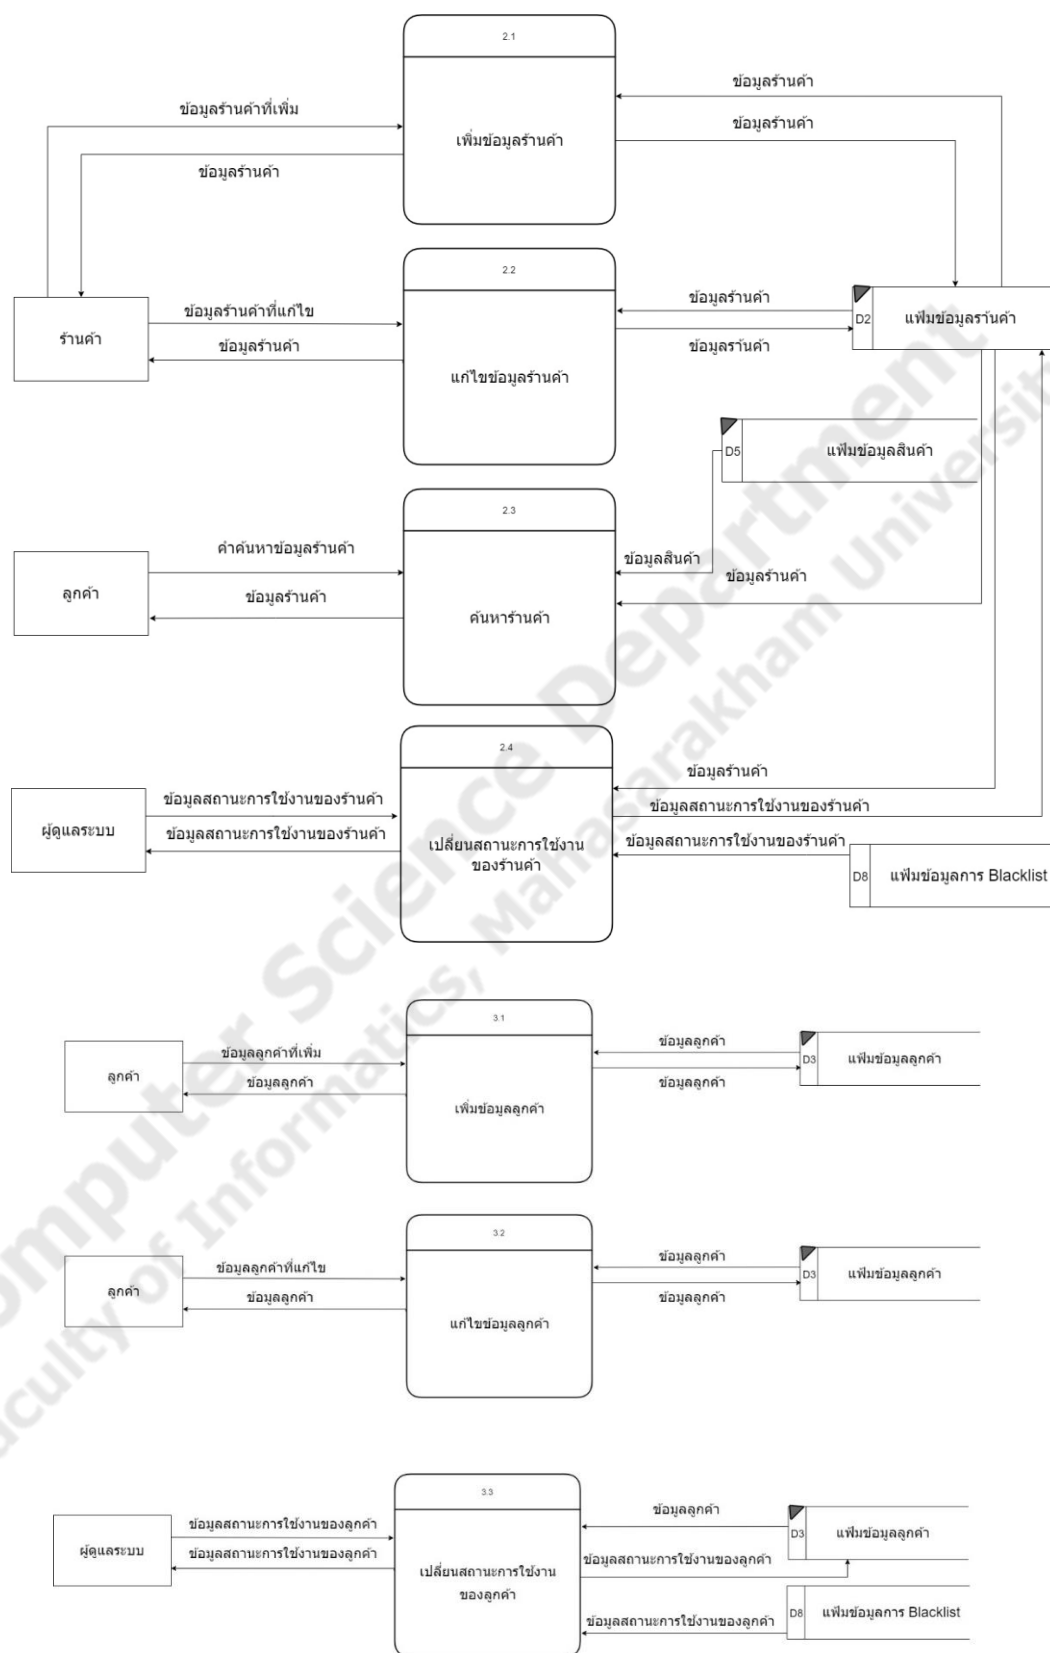 2.1
ข้อมูลร้านค้า
ข้อมูลร้านค้าที่เพิ่ม
ข้อมูลร้านค้า
เพิ่มข้อมูลร้านค้า
ข้อมูลร้านค้า
2.2
ข้อมูลร้านค้าที่แก้ไข
ข้อมูลร้านค้า
D2
แฟ้มข้อมูลร้านค้า
ร้านค้า
ข้อมูลร้านค้า
ข้อมูลร้านค้า
แก้ไขข้อมูลร้านค้า
D5
แฟ้มข้อมูลสินค้า
2.3
คำค้นหาข้อมูลร้านค้า
ข้อมูลสินค้า
ข้อมูลร้านค้า
ลูกค้า
ข้อมูลร้านค้า
ค้นหาร้านค้า
2.4
ข้อมูลร้านค้า
ข้อมูลสถานะการใช้งานของร้านค้า
ข้อมูลสถานะการใช้งานของร้านค้า
ผู้ดูแลระบบ
ข้อมูลสถานะการใช้งานของร้านค้า
ข้อมูลสถานะการใช้งานของร้านค้า
เปลี่ยนสถานะการใช้งาน
ของร้านค้า
D8
แฟ้มข้อมูลการ Blacklist
3.1
ข้อมูลลูกค้าที่เพิ่ม
ข้อมูลลูกค้า
ลูกค้า
ข้อมูลลูกค้า
ข้อมูลลูกค้า
D3
แฟ้มข้อมูลลูกค้า
เพิ่มข้อมูลลูกค้า
3.2
ข้อมูลลูกค้าที่แก้ไข
ข้อมูลลูกค้า
ลูกค้า
ข้อมูลลูกค้า
ข้อมูลลูกค้า
D3
แฟ้มข้อมูลลูกค้า
แก้ไขข้อมูลลูกค้า
3.3
ข้อมูลสถานะการใช้งานของลูกค้า
ข้อมูลลูกค้า
ผู้ดูแลระบบ
ข้อมูลสถานะการใช้งานของลูกค้า
D3
แฟ้มข้อมูลลูกค้า
ข้อมูลสถานะการใช้งานของลูกค้า
เปลี่ยนสถานะการใช้งาน
ของลูกค้า
ข้อมูลสถานะการใช้งานของลูกค้า
D8
แฟ้มข้อมูลการ Blacklist
Computer Science Department
Faculty of Informatics, Mahasarakham University